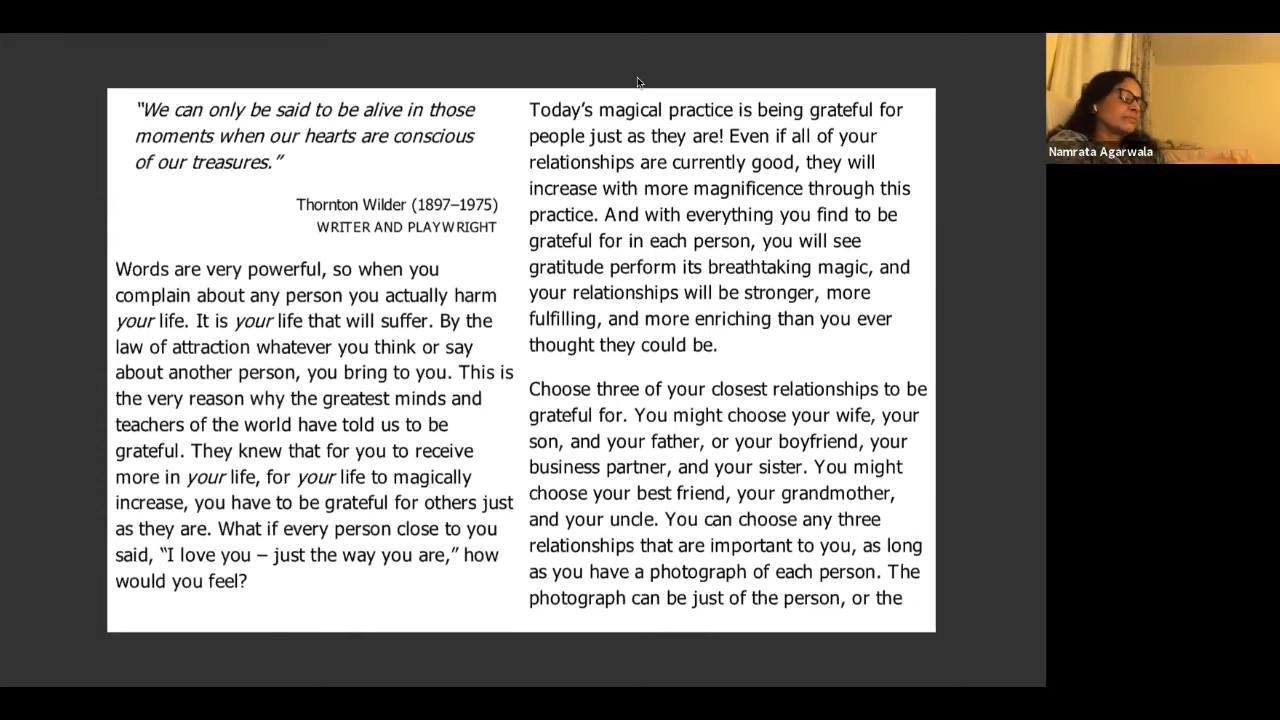 “We can only be said to be alive in those
moments when our hearts are conscious
of our treasures.”
Thornton Wilder (1897–1975)
WRITER AND PLAYWRIGHT
Words are very powerful, so when you
complain about any person you actually harm
your life. It is your life that will suffer. By the
law of attraction whatever you think or say
about another person, you bring to you. This is
the very reason why the greatest minds and
teachers of the world have told us to be
grateful. They knew that for you to receive
more in your life, for your life to magically
increase, you have to be grateful for others just
as they are. What if every person close to you
said, “I love you – just the way you are,” how
would you feel?
Today’s magical practice is being grateful for
people just as they are! Even if all of your
relationships are currently good, they will
increase with more magnificence through this
practice. And with everything you find to be
grateful for in each person, you will see
gratitude perform its breathtaking magic, and
your relationships will be stronger, more
fulfilling, and more enriching than you ever
thought they could be.
Choose three of your closest relationships to be
grateful for. You might choose your wife, your
son, and your father, or your boyfriend, your
business partner, and your sister. You might
choose your best friend, your grandmother,
and your uncle. You can choose any three
relationships that are important to you, as long
as you have a photograph of each person. The
photograph can be just of the person, or the
Namrata Agarwala